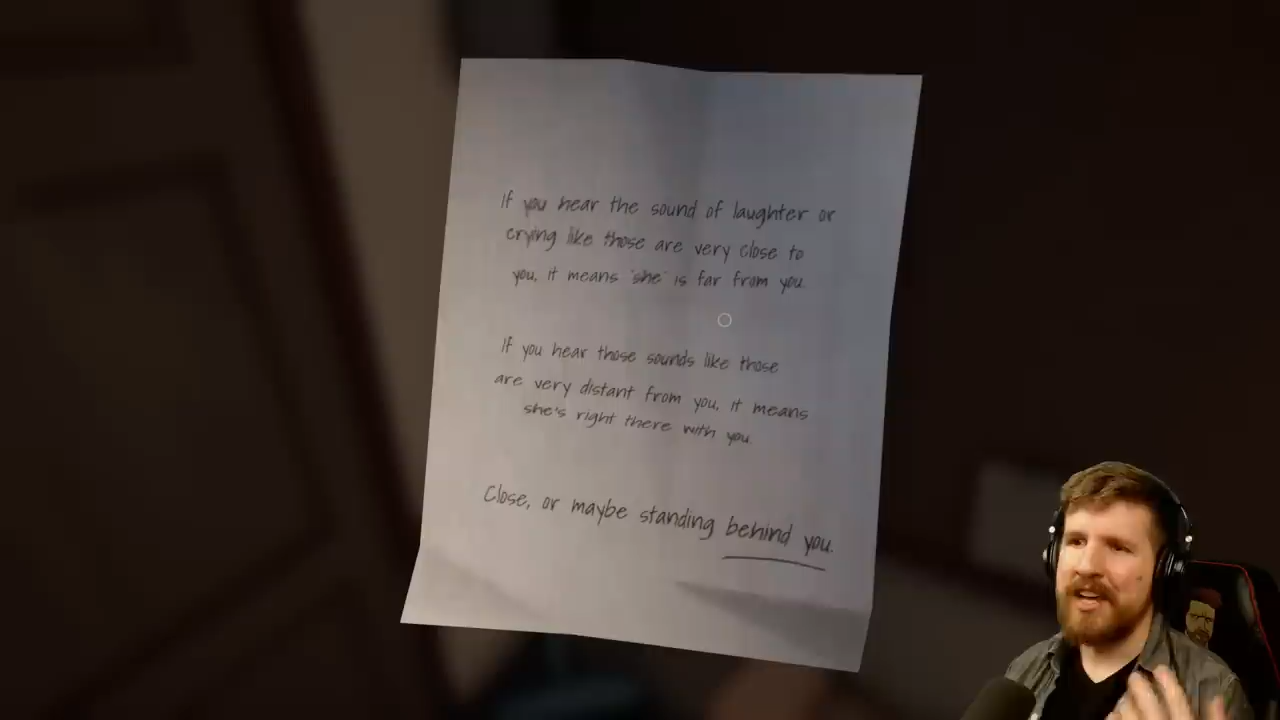 If you hear the sound of laughter or
crying like those are very close to
you, it means "she" is far from you.
If you hear those sounds like those
are very distant from you, it means
she's right there with you.
Close, or maybe standing behind you.